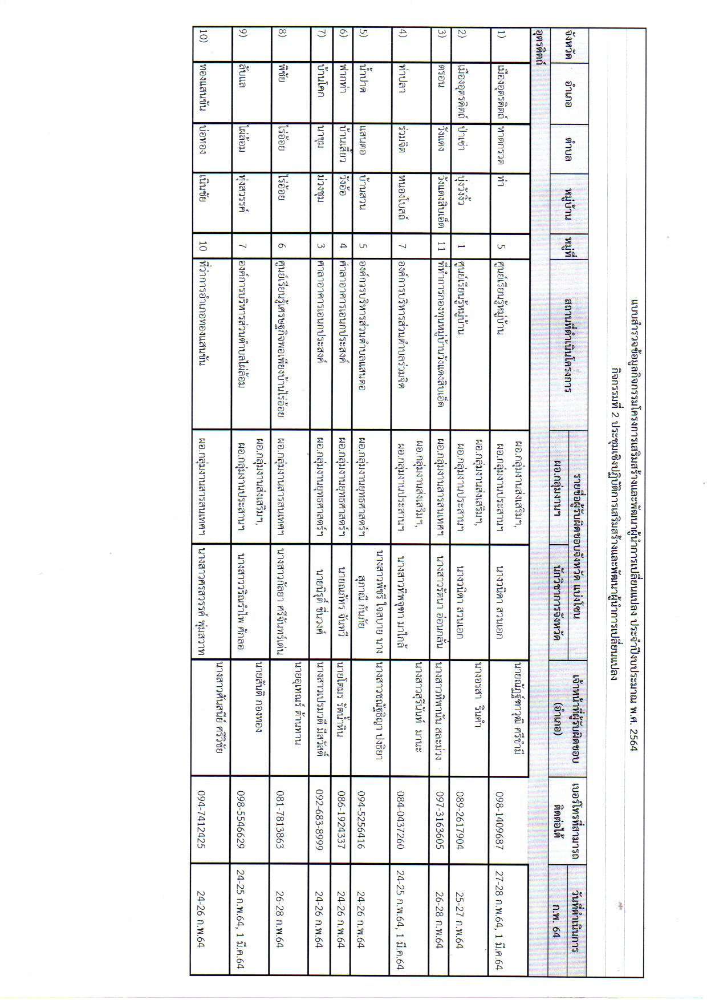 แบบสำรวจข้อมูลกิจกรรมโครงการเสริมสร้างและพัฒนาผู้นำการเปลี่ยนแปลง ประจำปีงบประมาณ พ.ศ. 2564
กิจกรรมที่ 2 ประชุมเชิงปฏิบัติการเสริมสร้างและพัฒนาผู้นำการเปลี่ยนแปลง
จังหวัด อำเภอ ตำบล หมู่บ้าน หมู่ที่ สถานที่ดำเนินโครงการ รายชื่อผู้รับผิดชอบจังหวัด แบ่งโซน เจ้าหน้าที่ผู้รับผิดชอบ เบอร์โทรที่สามารถ วันที่ดำเนินการ
ผอ.กลุ่มงานฯ นักวิชาการจังหวัด (อำเภอ) ติดต่อได้ ก.พ. 64
อุตรดิตถ์
ผอ.กลุ่มงานส่งเสริมฯ, นายณัฏฐ์ฑาวุฒิ ศรีขำมี
1) เมืองอุตรดิตถ์ หาดกรวด ท่า 5 ศูนย์เรียนรู้หมู่บ้าน ผอ.กลุ่มงานประสานฯ นางวนิดา สวนเอก 098-1409687 27-28 ก.พ.64, 1 มี.ค.64
ผอ.กลุ่มงานส่งเสริมฯ, นางอรสา รินคำ
2) เมืองอุตรดิตถ์ ป่าเซ่า บุ่งวังงิ้ว 1 ศูนย์เรียนรู้หมู่บ้าน ผอ.กลุ่มงานประสานฯ นางวนิดา สวนเอก 089-2617904 25-27 ก.พ.64
3) ตรอน วังแดง วังแดงสิบเอ็ด 11 ที่ทำการกองทุนหมู่บ้านวังแดงสิบเอ็ด ผอ.กลุ่มงานสารสนเทศฯ นางสาวรัตนา อ่อนกลั่น นางสาวทิพานัน สละม่วง 097-3163605 26-28 ก.พ.64
ผอ.กลุ่มงานส่งเสริมฯ, นางสาวสุรีนันท์ มานะ
4) ท่าปลา ร่วมจิต หนองโบสถ์ 7 องค์การบริหารส่วนตำบลร่วมจิต ผอ.กลุ่มงานประสานฯ นางสาวทิพจุฑา มาใกล้ 084-0437260 24-25 ก.พ.64, 1 มี.ค.64
นางสาวพัชรี ใจสบาย นาง นางสาวชณัฐธิญา ปงธิยา
5) น้ำปาด แสนตอ บ้านสวน 5 องค์การบริหารส่วนตำบลแสนตอ ผอ.กลุ่มงานยุทธศาสตร์ฯ สุภาณี กันภัย 094-5256416 24-26 ก.พ.64
6) ฟากท่า บ้านเสี้ยว วังอ้อ 4 ศาลาอาคารเอนกประสงค์ ผอ.กลุ่มงานยุทธศาสตร์ฯ นายณภัทร จันทวี นายโตมร รัตน้ำหิน 086-1924337 24-26 ก.พ.64
7) บ้านโคก นาขุม ม่วงชุม 3 ศาลาอาคารเอนกประสงค์ ผอ.กลุ่มงานยุทธศาสตร์ฯ นายนิรุตติ์ ชื่นวงศ์ นางสาวเปรมวดี มีสวัสดิ์ 092-683-8999 24-26 ก.พ.64
นายอุเทณร์ ต้านทาน
8) พิชัย ไร่อ้อย ไร่อ้อย 6 ศูนย์เรียนรู้เศรษฐกิจพอเพียงบ้านไร่อ้อย ผอ.กลุ่มงานสารสนเทศฯ นางสาวกัลยา ศรีจันทร์เด่น 081-7813863 26-28 ก.พ.64
ผอ.กลุ่มงานส่งเสริมฯ, นายสันติ กองทอง
9) ลับแล ไผ่ล้อม ทุ่งสวรรค์ 7 องค์การบริหารส่วนตำบลไผ่ล้อม ผอ.กลุ่มงานประสานฯ นางสาววริณรำไพ ศักลอ 098-5546629 24-25 ก.พ.64, 1 มี.ค.64
นางสาวศันสนีย์ ศรีวิชัย
10) ทองแสนขัน บ่อทอง เนินชัย 10 ที่ว่าการอำเภอทองแสนขัน ผอ.กลุ่มงานสารสนเทศฯ นางสาวศรสวรรค์ พุ่มสวาท 094-7412425 24-26 ก.พ.64